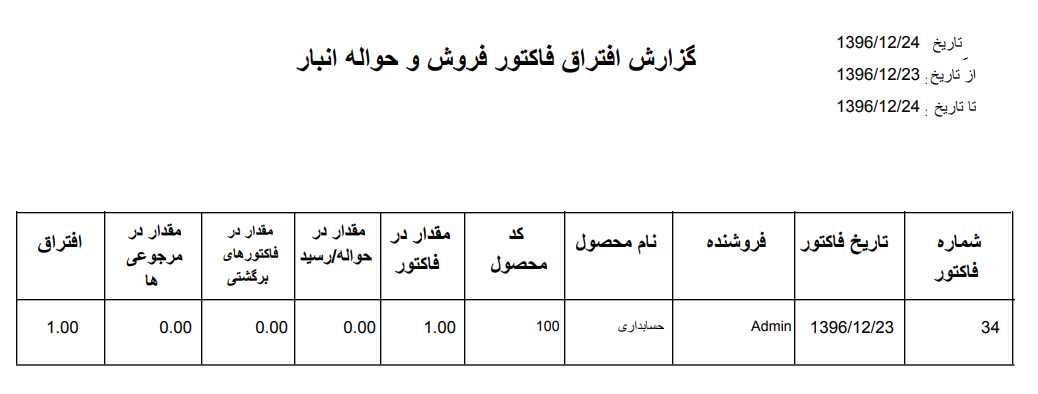 گزارش افتراق فاکتور فروش و حواله انبار
تاریخ 1396/12/24
از تاریخ: 1396/12/23
تا تاریخ : 1396/12/24
شماره فاکتور
تاریخ فاکتور
فروشنده
نام محصول
کد محصول
مقدار در فاکتور
مقدار در حواله/رسید
مقدار در فاکتورهای برگشتی
مقدار در مرجوعی ها
افتراق
34 1396/12/23 Admin حسابداری 100 1.00 0.00 0.00 0.00 1.00